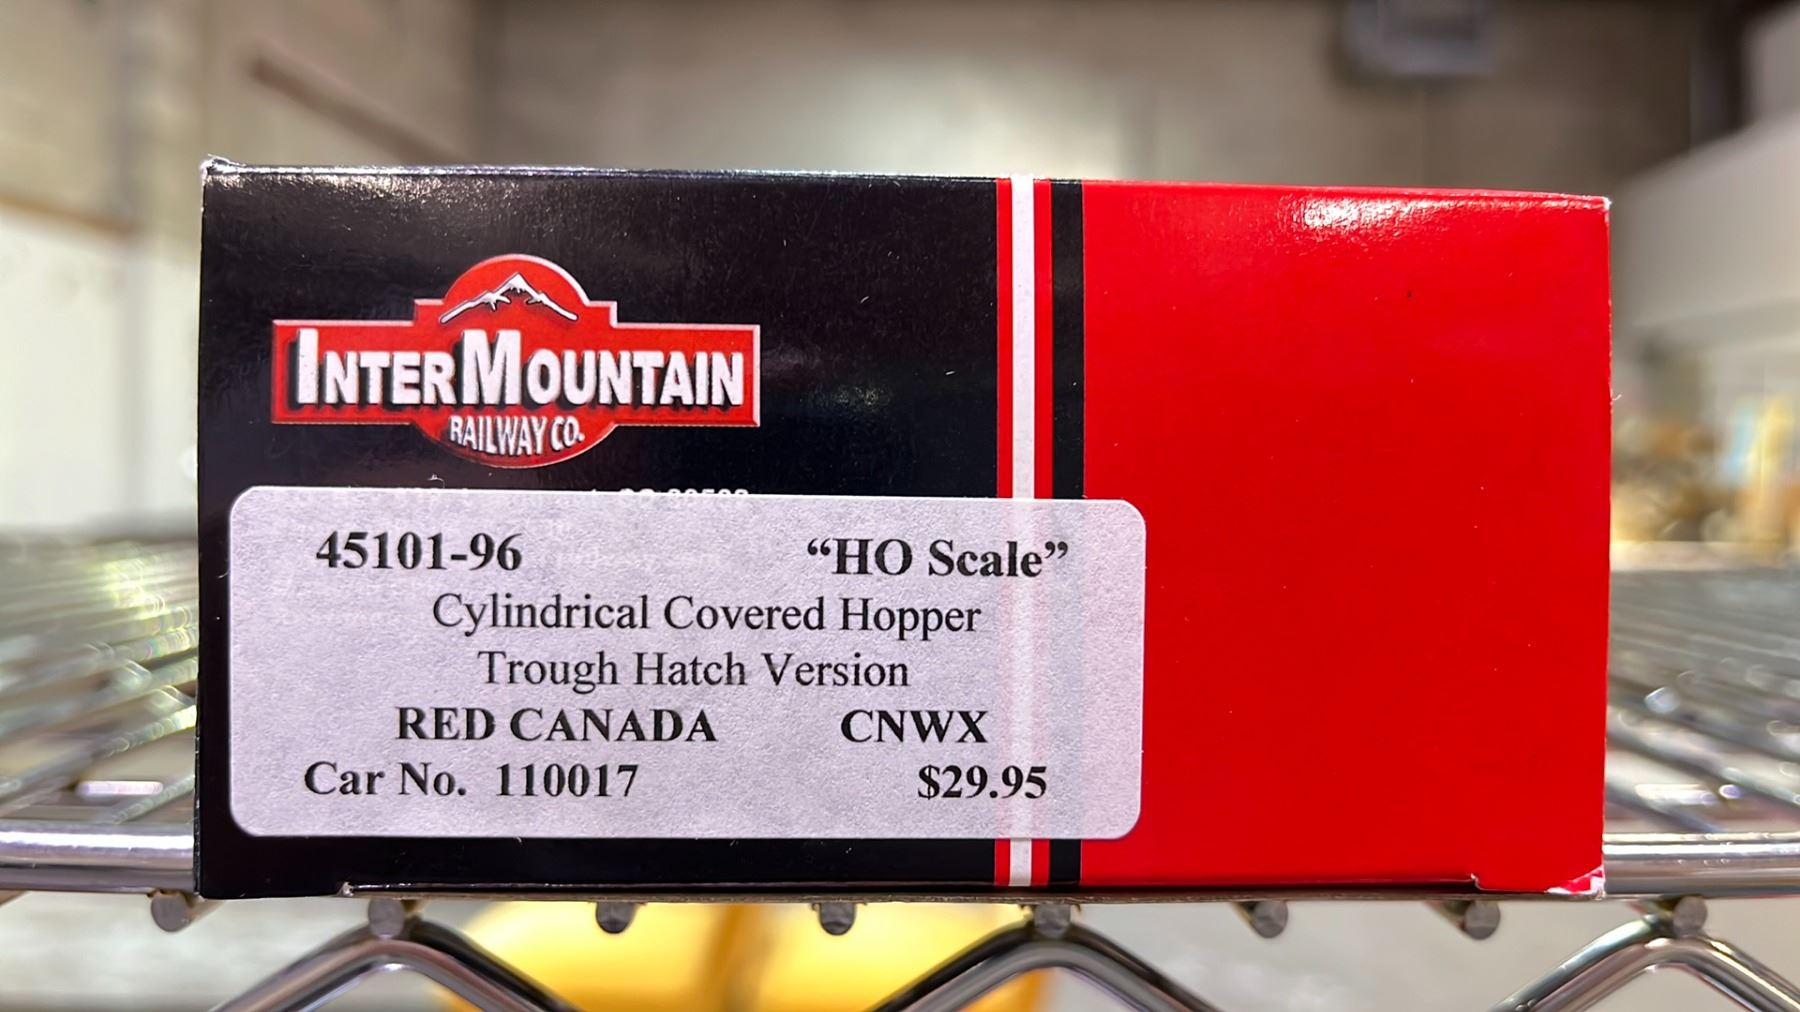 INTERMOUNTAIN
RAILWAY CO.
45101-96 “HO Scale”
Cylindrical Covered Hopper
Trough Hatch Version
RED CANADA CNWX
Car No. 110017 $29.95